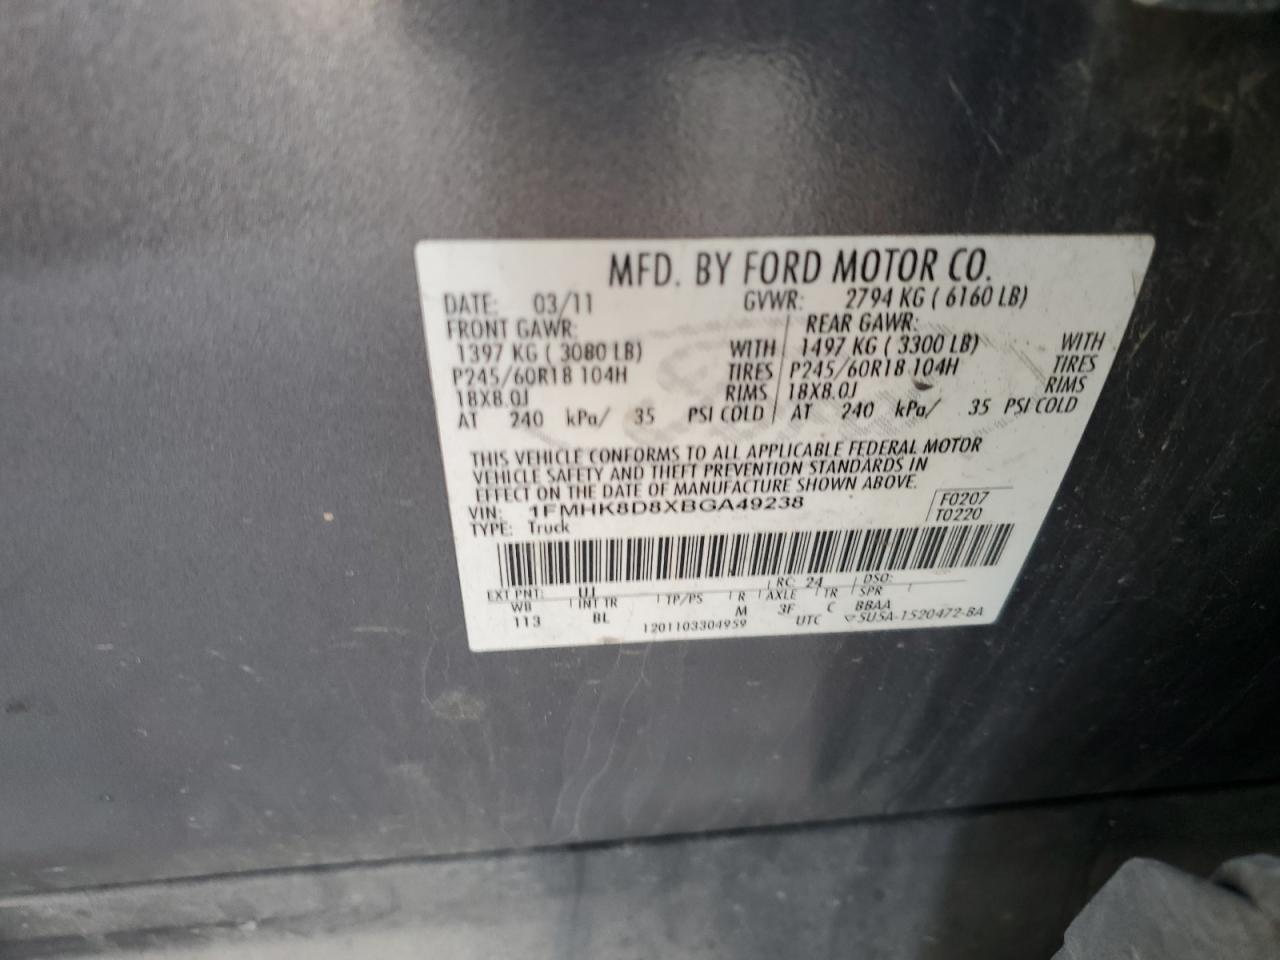 MFD. BY FORD MOTOR CO.
DATE: 03/11 GVWR: 2794 KG ( 6160 LB)
FRONT GAWR: REAR GAWR:
1397 KG ( 3080 LB) WITH 1497 KG ( 3300 LB) WITH
P245/60R18 104H TIRES P245/60R18 104H TIRES
18X8.0J RIMS 18X8.0J RIMS
AT 240 kPa/ 35 PSI COLD AT 240 kPa/ 35 PSI COLD
THIS VEHICLE CONFORMS TO ALL APPLICABLE FEDERAL MOTOR
VEHICLE SAFETY AND THEFT PREVENTION STANDARDS IN
EFFECT ON THE DATE OF MANUFACTURE SHOWN ABOVE.
VIN: 1FMHK8D8XBGA49238 F0207
TYPE: Truck T0220
EXT PNT: UJ RC: 24 DSO:
WB INT TR TP/PS R AXLE TR SPR
113 BL M 3F C BBAA
1201103304959 UTC ▽5U5A-1520472-BA